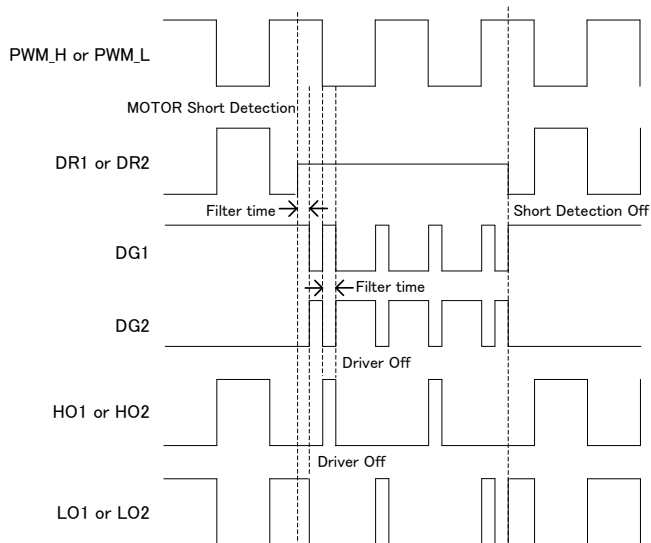 PWM_H or PWM_L
MOTOR Short Detection
DR1 or DR2
Filter time
Short Detection Off
DG1
Filter time
DG2
Driver Off
HO1 or HO2
Driver Off
LO1 or LO2